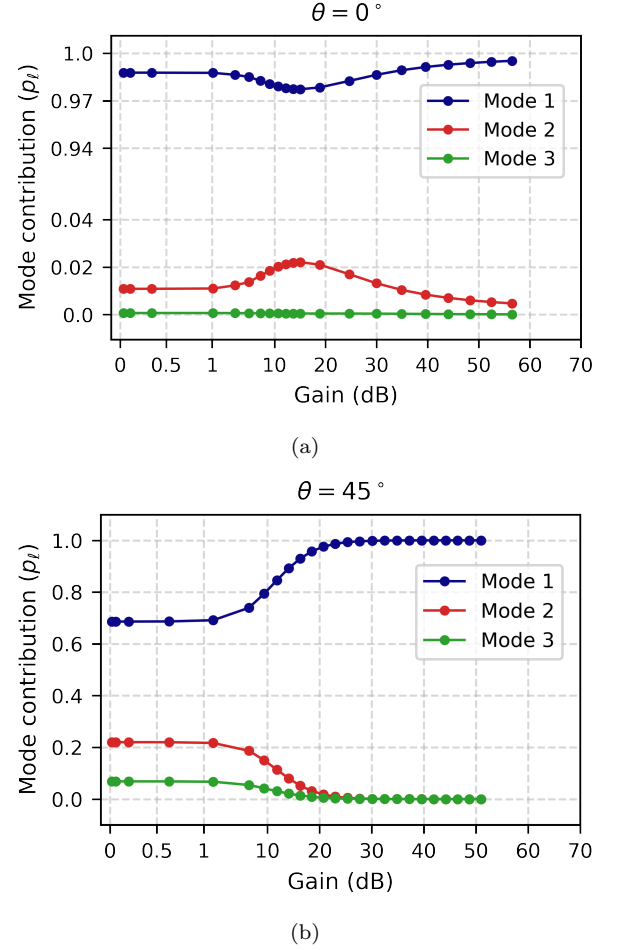 θ = 0°
Mode contribution (pℓ)
1.0
0.97
0.94
0.04
0.02
0.0
Mode 1
Mode 2
Mode 3
0 0.5 1 10 20 30 40 50 60 70
Gain (dB)
(a)
θ = 45°
Mode contribution (pℓ)
1.0
0.8
0.6
0.4
0.2
0.0
Mode 1
Mode 2
Mode 3
0 0.5 1 10 20 30 40 50 60 70
Gain (dB)
(b)